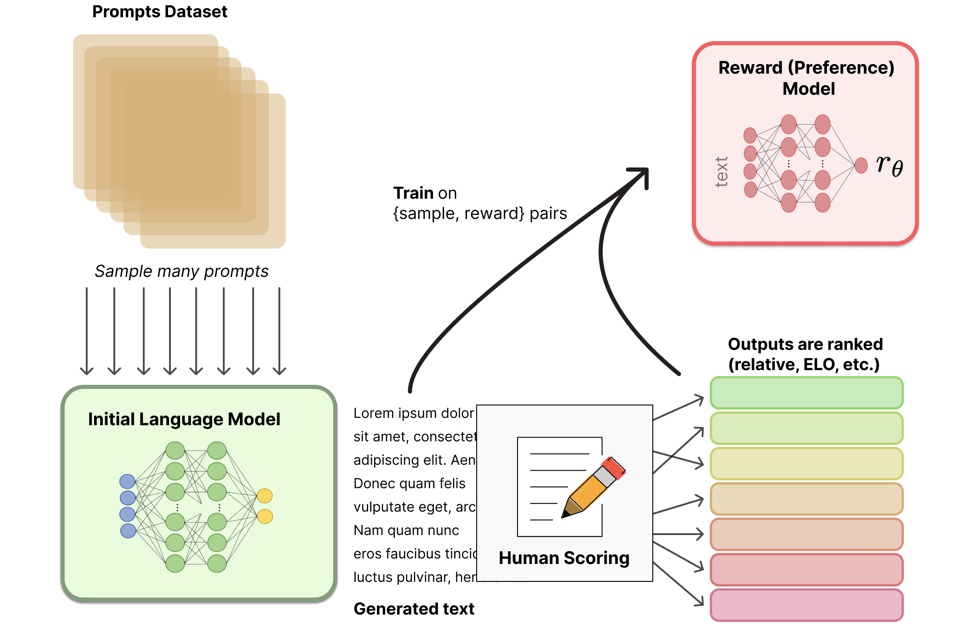 Prompts Dataset
Sample many prompts
Initial Language Model
Train on
{sample, reward} pairs
Reward (Preference)
Model
text
rθ
Lorem ipsum dolor
sit amet, consectet
adipiscing elit. Aen
Donec quam felis
vulputate eget, arc
Nam quam nunc
eros faucibus tincid
luctus pulvinar, her
Generated text
Human Scoring
Outputs are ranked
(relative, ELO, etc.)